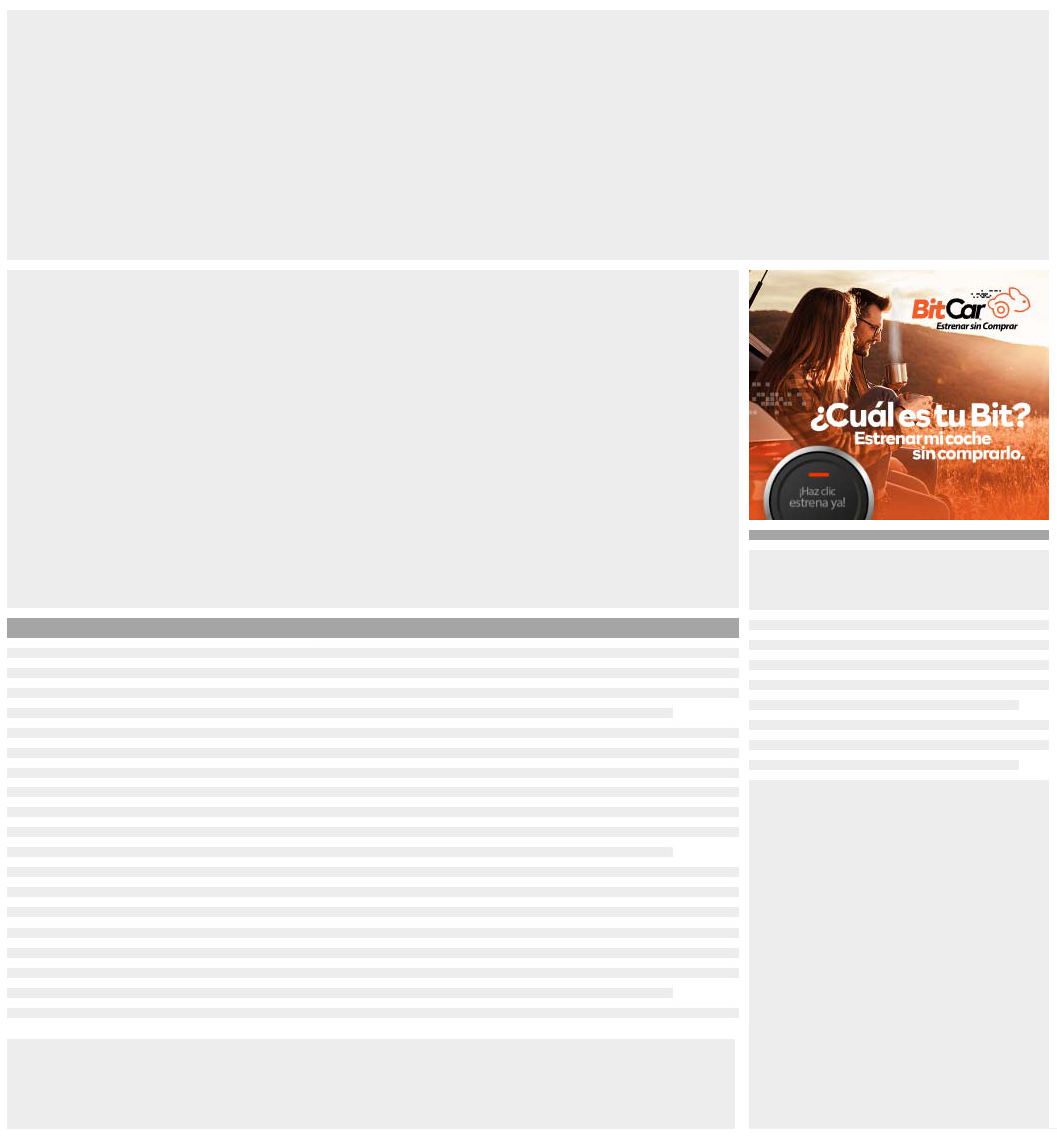 BitCar
Estrenar sin Comprar
¿Cuál es tu Bit?
Estrenar mi coche
sin comprarlo.
¡Haz clic
estrena ya!